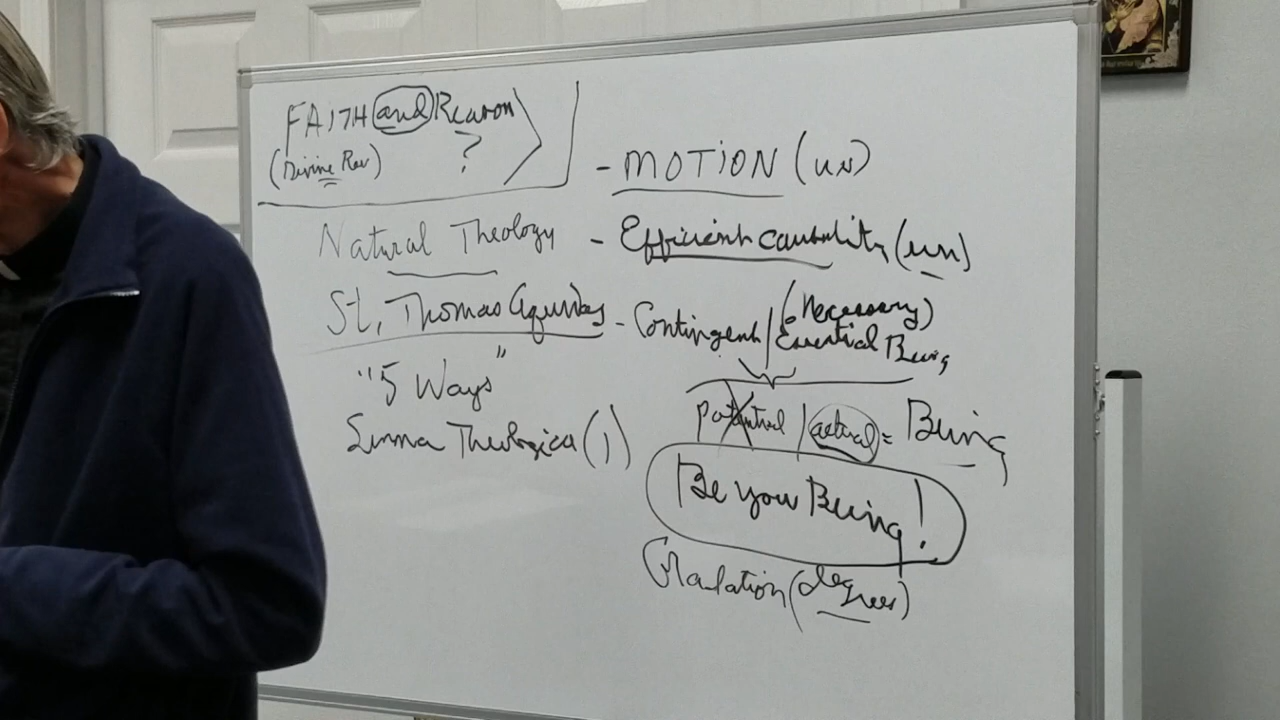 FAITH and Reason
(Divine Rev) ?
Natural Theology
St. Thomas Aquinas
"5 Ways"
Summa Theologica (1)
- MOTION (un)
- Efficient causality (un)
- Contingent / (Necessary)
Essential Being
Potential / actual = Being
Be you Being!
Gradation (degrees)